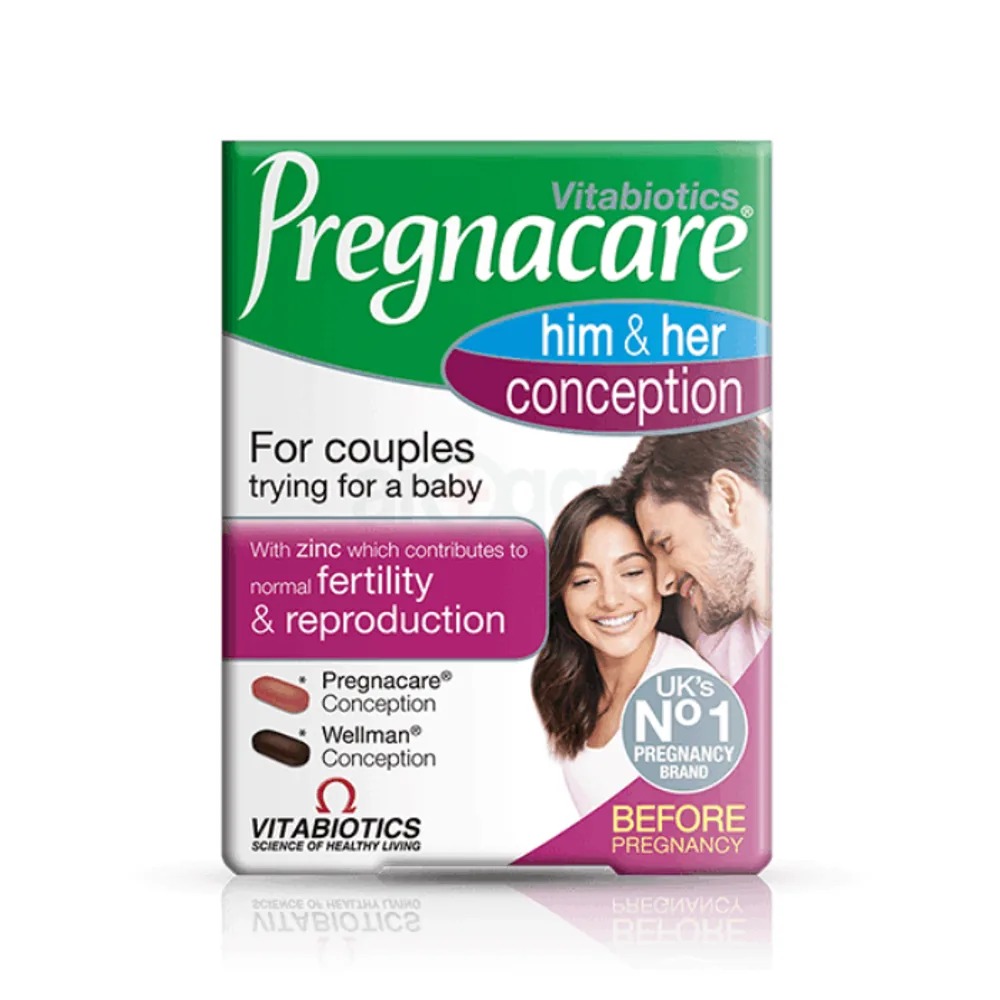 Vitabiotics
Pregnacare®
him & her
conception
For couples
trying for a baby
With zinc which contributes to
normal fertility
& reproduction
* Pregnacare®
Conception
* Wellman®
Conception
VITABIOTICS
SCIENCE OF HEALTHY LIVING
UK's
Nº1
PREGNANCY
BRAND
BEFORE
PREGNANCY